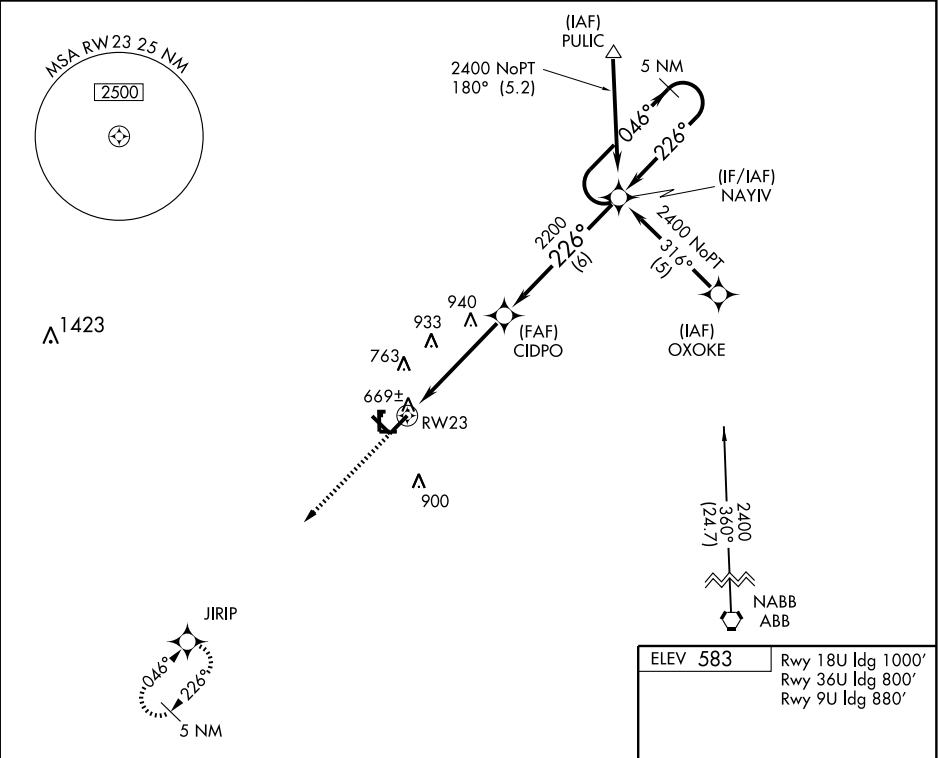 MSA RW23 25 NM
2500
(IAF)
PULIC
2400 NoPT
180° (5.2)
5 NM
046°
226°
(IF/IAF)
NAYIV
2200
226°
(6)
2400 NoPT
316°
(5)
(IAF)
OXOKE
1423
940
933
(FAF)
CIDPO
763
669±
RW23
900
2400
360°
(24.7)
NABB
ABB
JIRIP
046°
226°
5 NM
ELEV 583
Rwy 18U ldg 1000'
Rwy 36U ldg 800'
Rwy 9U ldg 880'